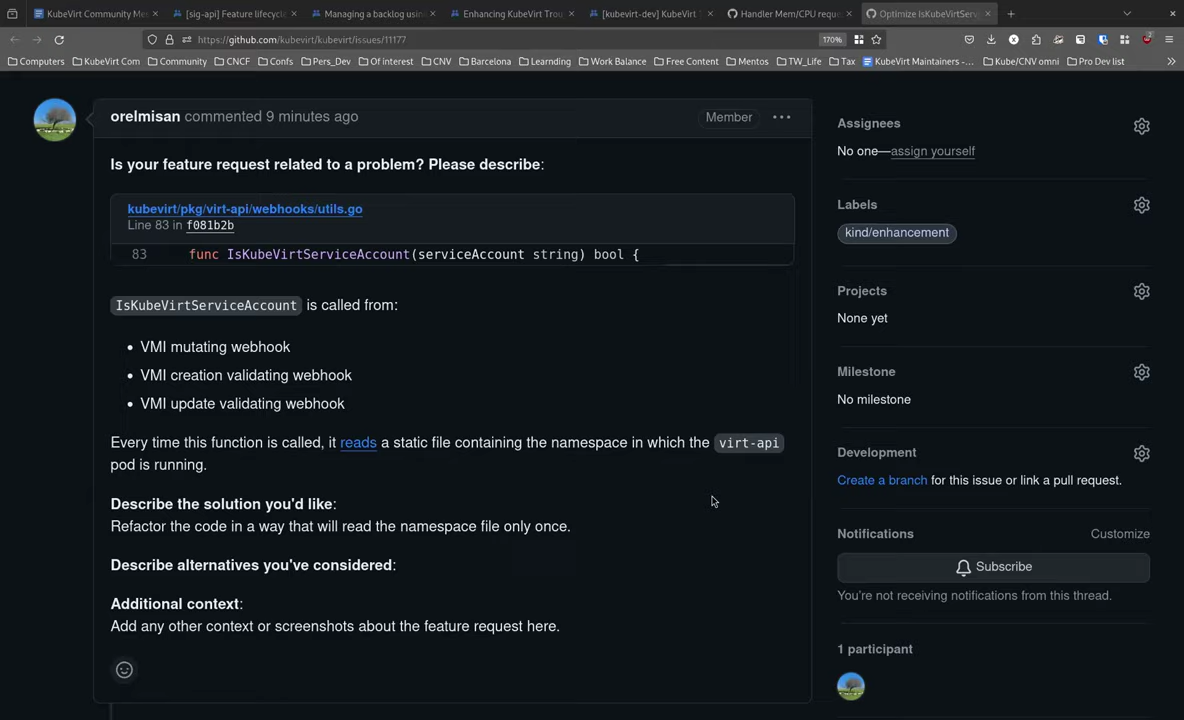 KubeVirt Community Me
[sig-api] Feature lifecyc
Managing a backlog usin
Enhancing KubeVirt Trou
[kubevirt-dev] KubeVirt
Handler Mem/CPU reque
Optimize IsKubeVirtServ
https://github.com/kubevirt/kubevirt/issues/11177
170%
Computers KubeVirt Com Community CNCF Confs Pers_Dev Of interest CNV Barcelona Learnding Work Balance Free Content Mentos TW_Life Tax KubeVirt Maintainers -… Kube/CNV omni Pro Dev list
orelmisan commented 9 minutes ago
Member
Is your feature request related to a problem? Please describe:
kubevirt/pkg/virt-api/webhooks/utils.go
Line 83 in f081b2b
83 func IsKubeVirtServiceAccount(serviceAccount string) bool {
IsKubeVirtServiceAccount is called from:
• VMI mutating webhook
• VMI creation validating webhook
• VMI update validating webhook
Every time this function is called, it reads a static file containing the namespace in which the virt-api
pod is running.
Describe the solution you'd like:
Refactor the code in a way that will read the namespace file only once.
Describe alternatives you've considered:
Additional context:
Add any other context or screenshots about the feature request here.
Assignees
No one—assign yourself
Labels
kind/enhancement
Projects
None yet
Milestone
No milestone
Development
Create a branch for this issue or link a pull request.
Notifications
Customize
Subscribe
You're not receiving notifications from this thread.
1 participant